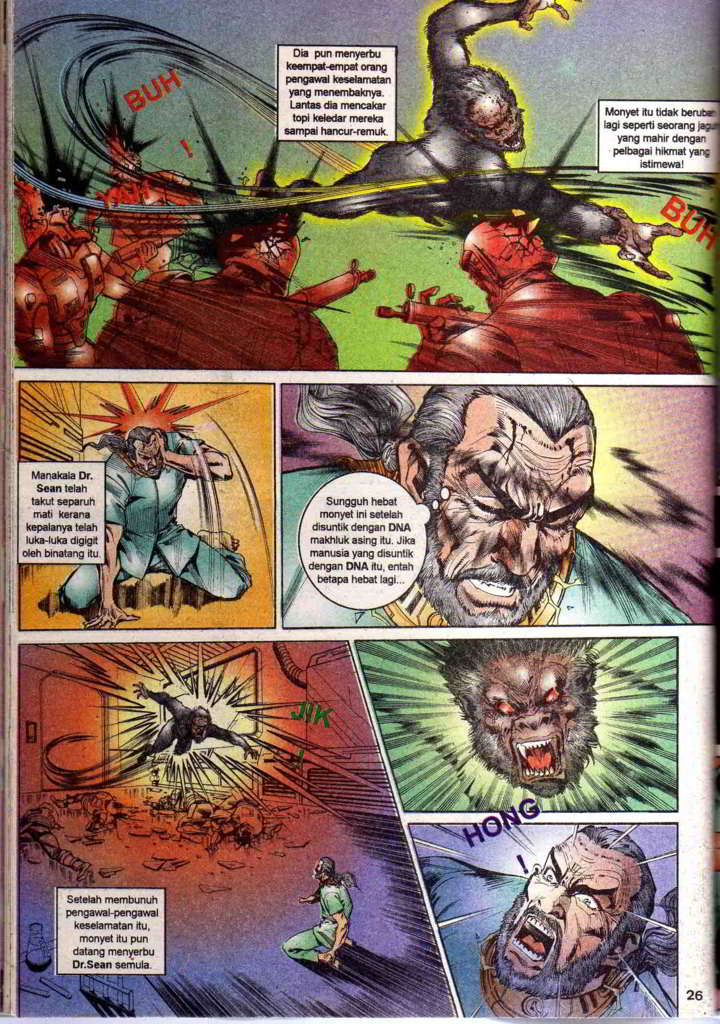 Dia pun menyerbu
keempat-empat orang
pengawal keselamatan
yang menembaknya.
Lantas dia mencakar
topi keledar mereka
sampai hancur-remuk.
BUH
!
Monyet itu tidak beruba
lagi seperti seorang jagu
yang mahir dengan
pelbagai hikmat yang
istimewa!
BUH
Manakala Dr.
Sean telah
takut separuh
mati kerana
kepalanya telah
luka-luka digigit
oleh binatang itu.
Sungguh hebat
monyet ini setelah
disuntik dengan DNA
makhluk asing itu. Jika
manusia yang disuntik
dengan DNA itu, entah
betapa hebat lagi...
JIK
!
HONG
!
Setelah membunuh
pengawal-pengawal
keselamatan itu,
monyet itu pun
datang menyerbu
Dr.Sean semula.
26